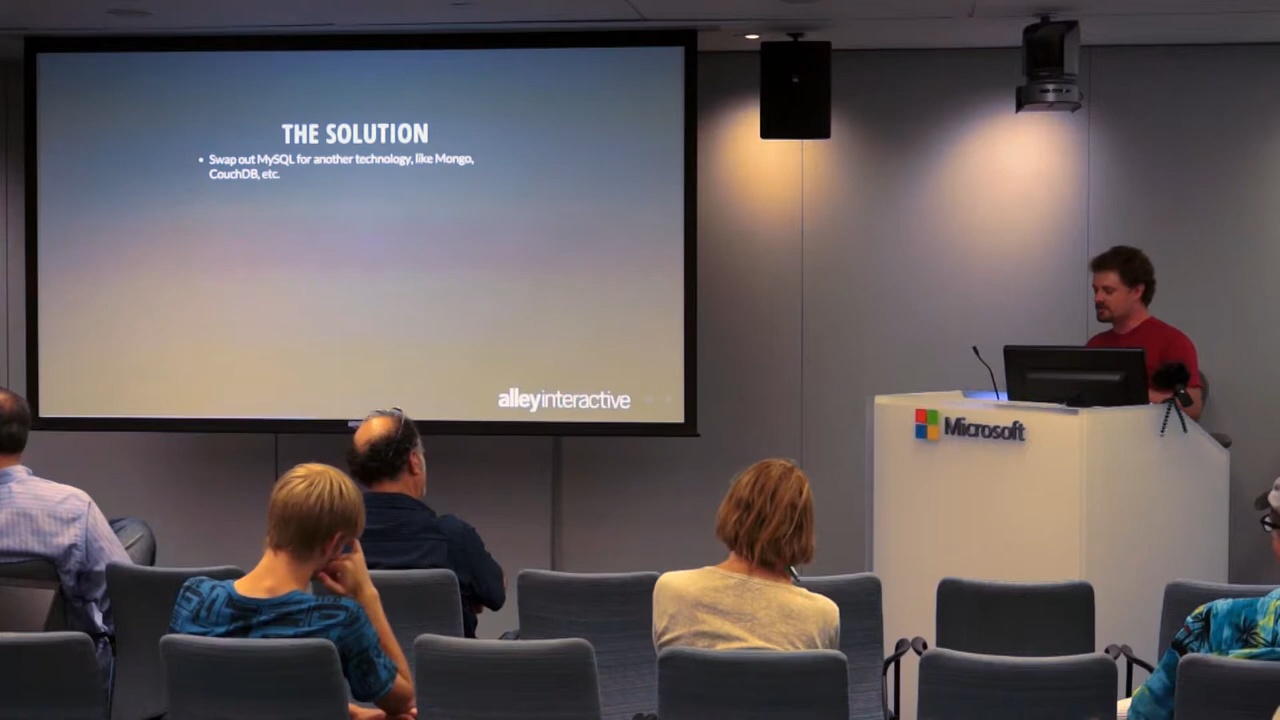 THE SOLUTION
• Swap out MySQL for another technology, like Mongo,
CouchDB, etc.
alleyinteractive
Microsoft